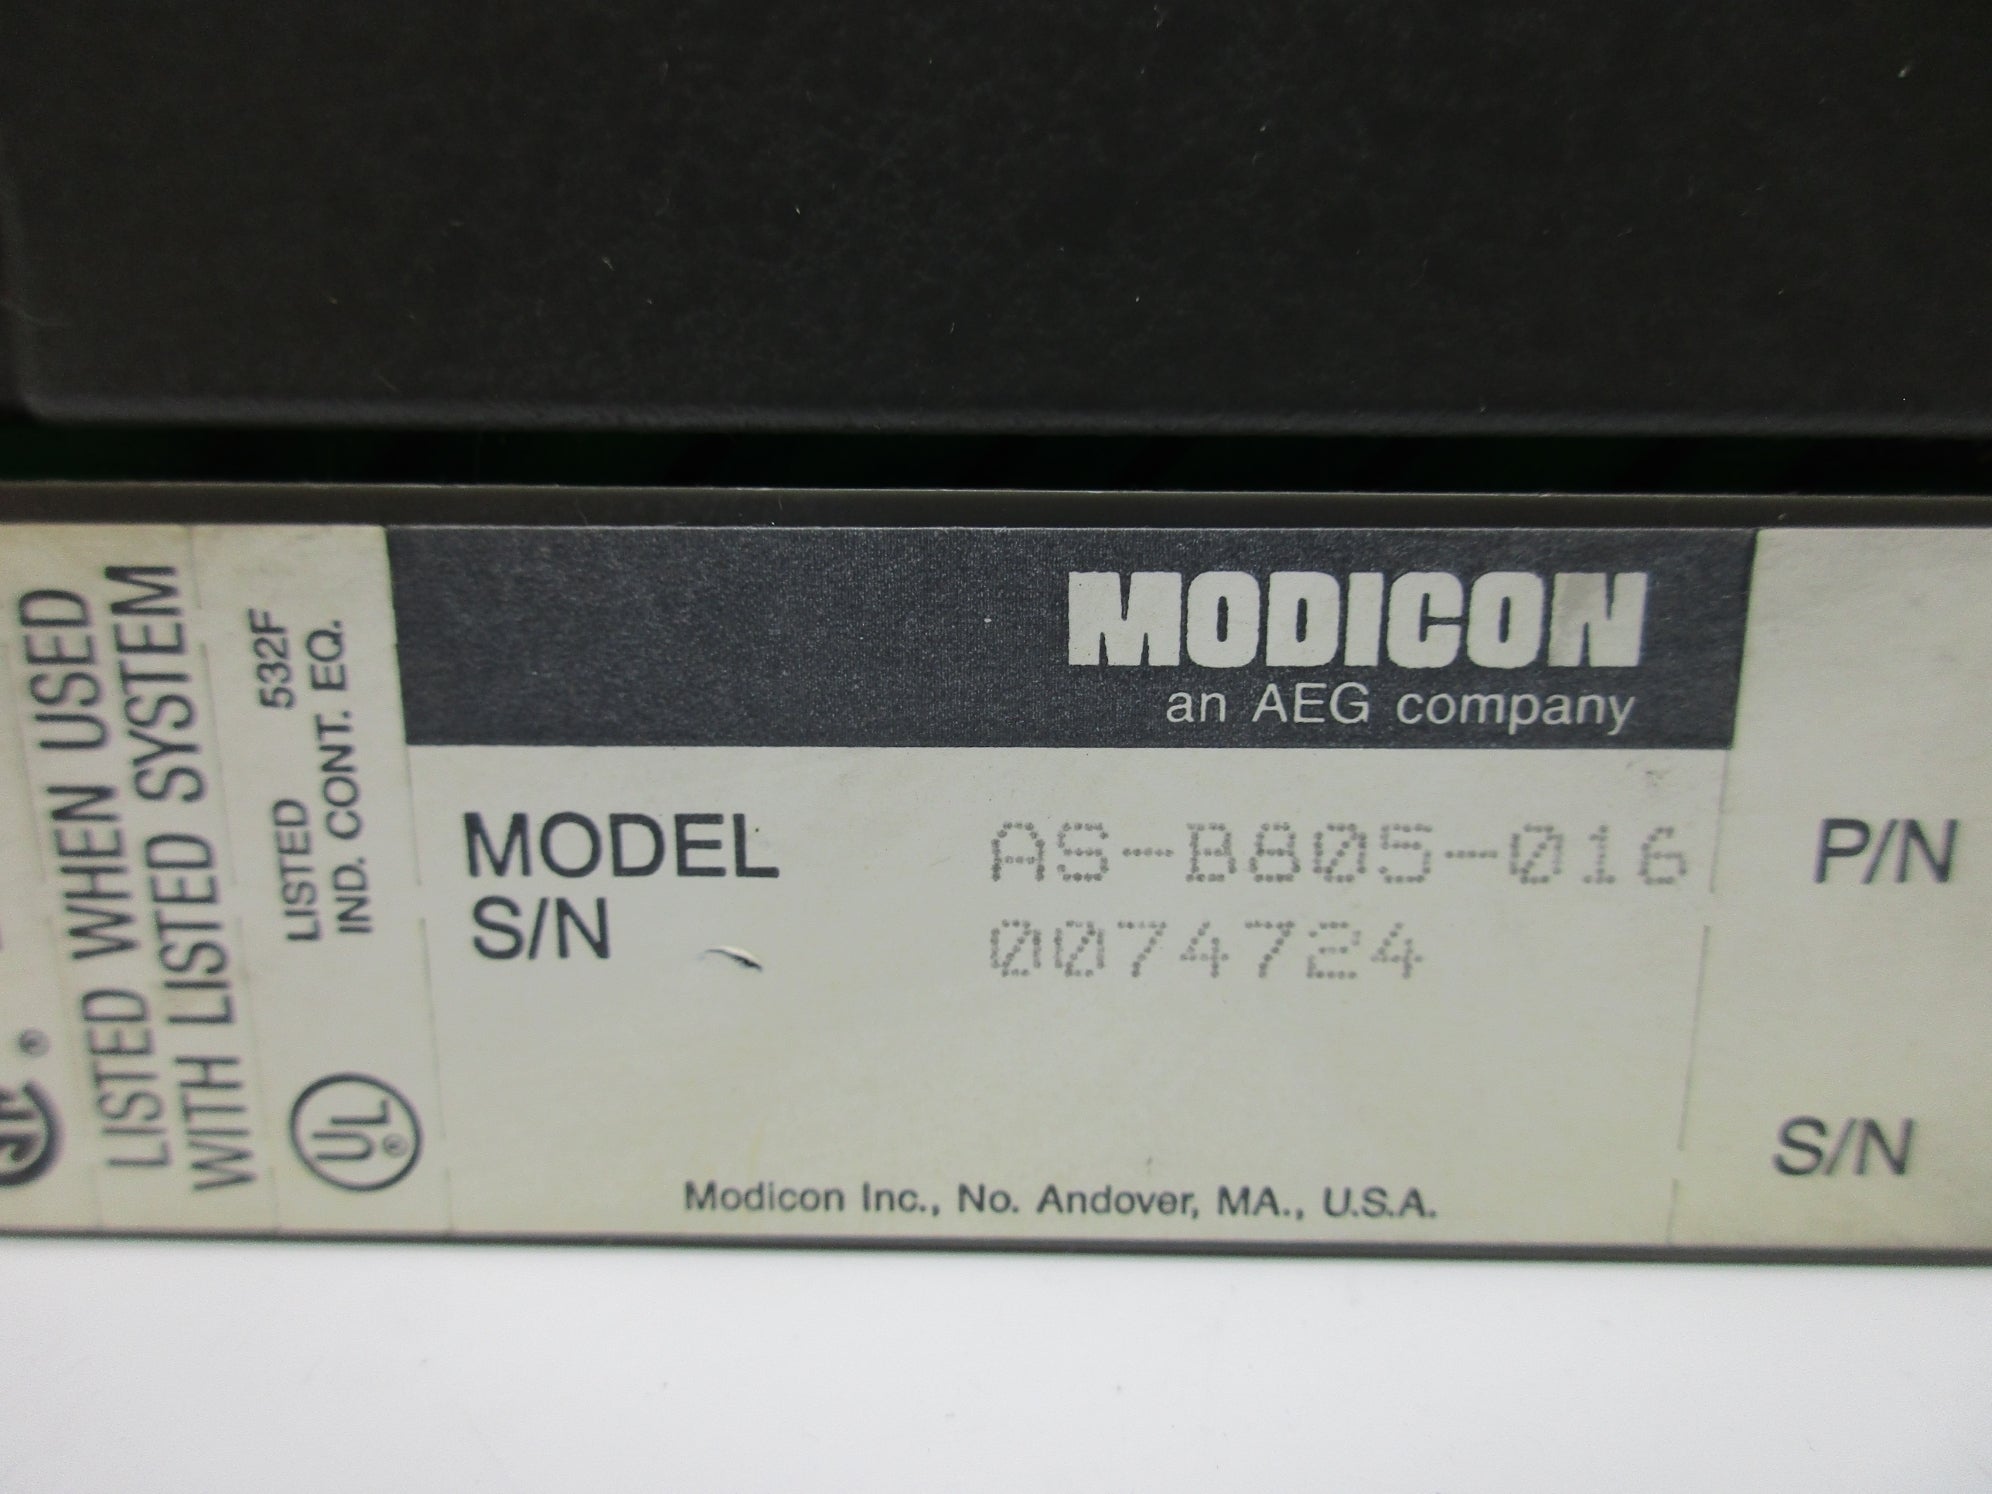 LISTED WHEN USED
WITH LISTED SYSTEM
LISTED 532F
IND. CONT. EQ.
UL ®
®
MODICON
an AEG company
MODEL AS-B805-016
S/N 0074724
Modicon Inc., No. Andover, MA., U.S.A.
P/N
S/N